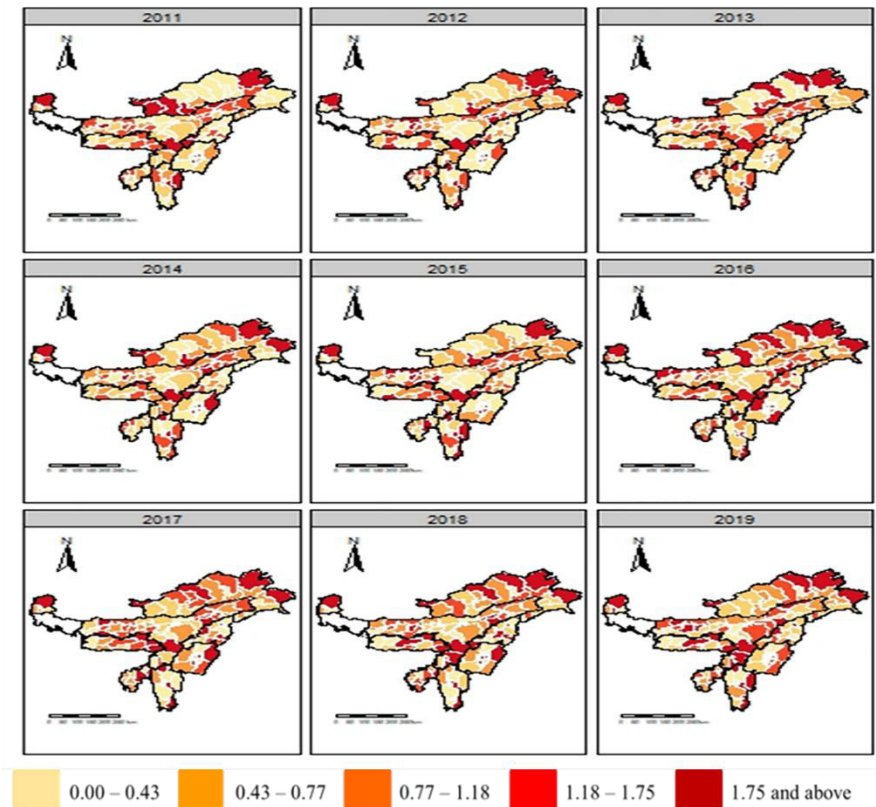 2011 2012 2013
N N N
2014 2015 2016
N N N
2017 2018 2019
N N N
0.00 – 0.43 0.43 – 0.77 0.77 – 1.18 1.18 – 1.75 1.75 and above